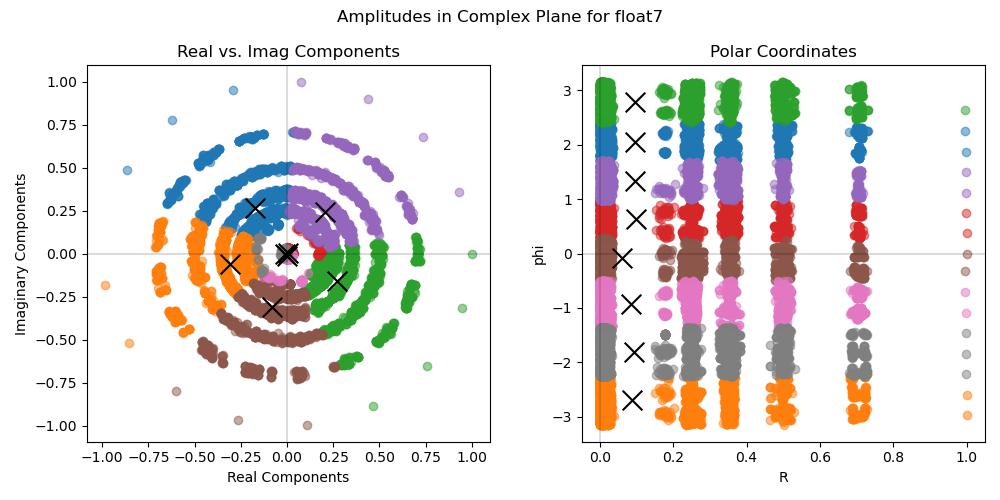 Amplitudes in Complex Plane for float7
Real vs. Imag Components
Polar Coordinates
Imaginary Components
1.00
0.75
0.50
0.25
0.00
−0.25
−0.50
−0.75
−1.00
−1.00 −0.75 −0.50 −0.25 0.00 0.25 0.50 0.75 1.00
Real Components
phi
3
2
1
0
−1
−2
−3
0.0 0.2 0.4 0.6 0.8 1.0
R